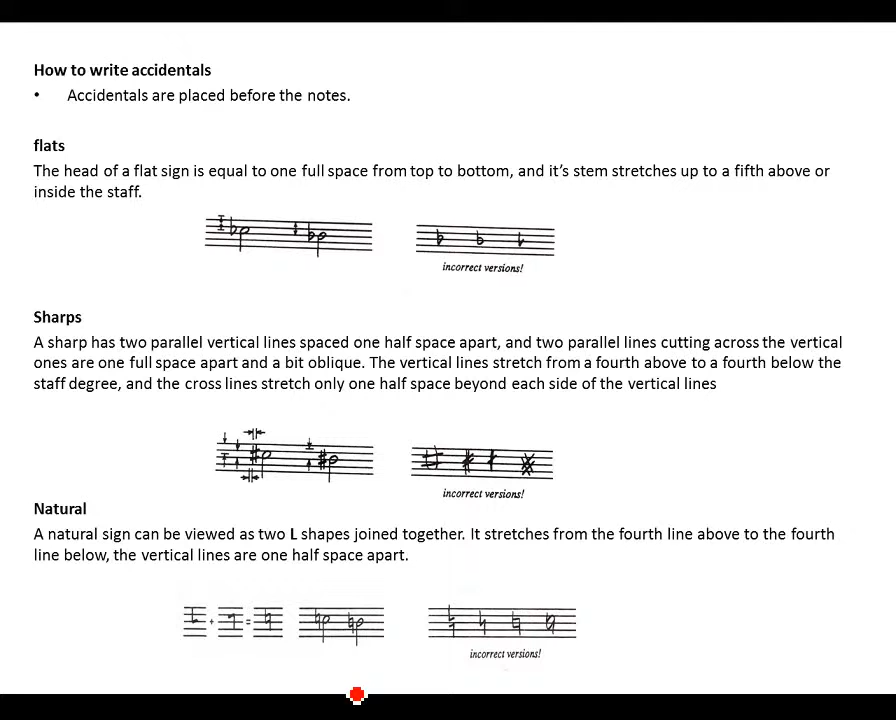 How to write accidentals
• Accidentals are placed before the notes.
flats
The head of a flat sign is equal to one full space from top to bottom, and it's stem stretches up to a fifth above or
inside the staff.
incorrect versions!
Sharps
A sharp has two parallel vertical lines spaced one half space apart, and two parallel lines cutting across the vertical
ones are one full space apart and a bit oblique. The vertical lines stretch from a fourth above to a fourth below the
staff degree, and the cross lines stretch only one half space beyond each side of the vertical lines
incorrect versions!
Natural
A natural sign can be viewed as two L shapes joined together. It stretches from the fourth line above to the fourth
line below, the vertical lines are one half space apart.
+ =
incorrect versions!